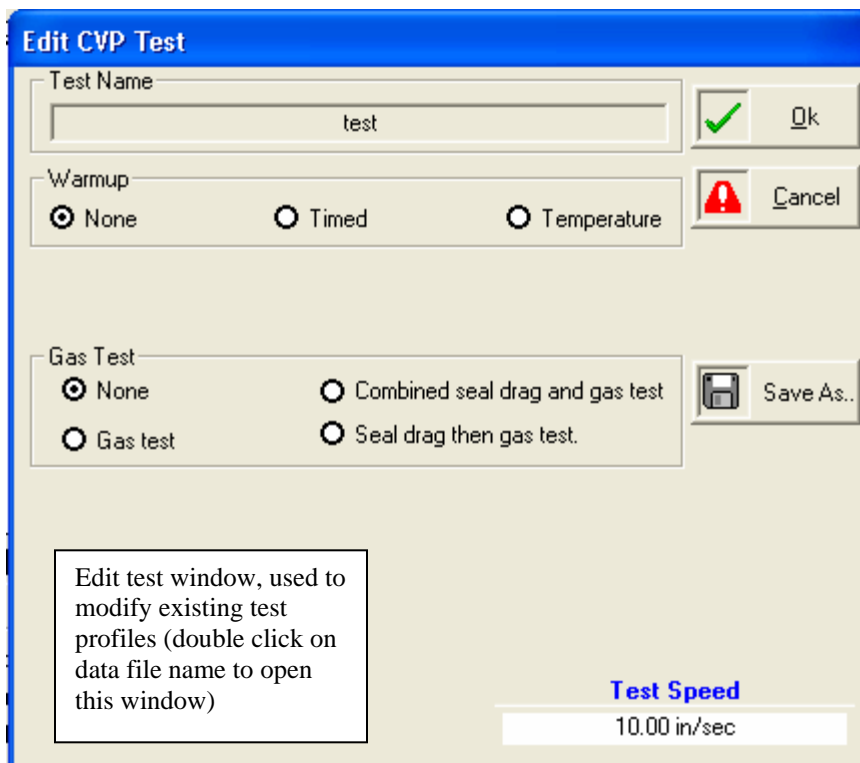 Edit CVP Test
Test Name
test
Ok
Warmup
None
Timed
Temperature
Cancel
Gas Test
None
Combined seal drag and gas test
Gas test
Seal drag then gas test.
Save As..
Edit test window, used to
modify existing test
profiles (double click on
data file name to open
this window)
Test Speed
10.00 in/sec